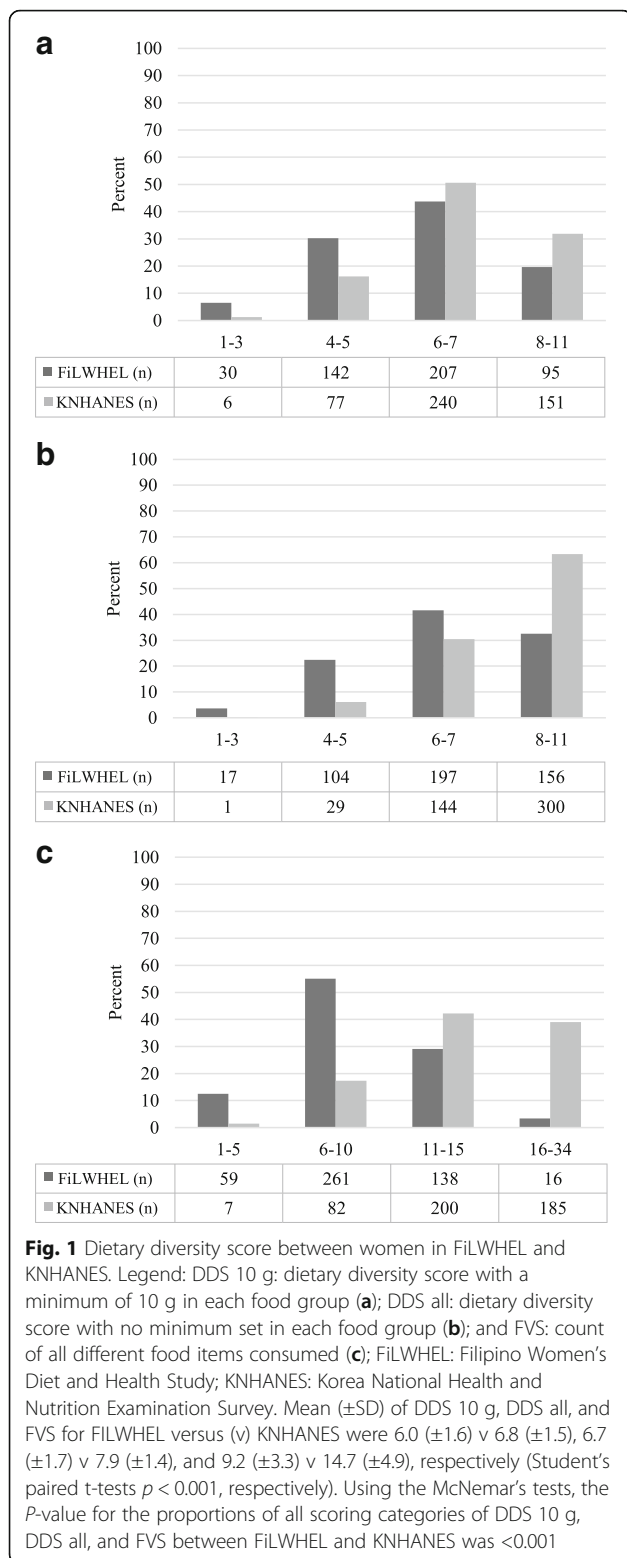 a
100
90
80
70
60
50
40
30
20
10
0
Percent
1-3 4-5 6-7 8-11
FiLWHEL (n) 30 142 207 95
KNHANES (n) 6 77 240 151
b
100
90
80
70
60
50
40
30
20
10
0
Percent
1-3 4-5 6-7 8-11
FiLWHEL (n) 17 104 197 156
KNHANES (n) 1 29 144 300
c
100
90
80
70
60
50
40
30
20
10
0
Percent
1-5 6-10 11-15 16-34
FiLWHEL (n) 59 261 138 16
KNHANES (n) 7 82 200 185
Fig. 1 Dietary diversity score between women in FiLWHEL and
KNHANES. Legend: DDS 10 g: dietary diversity score with a
minimum of 10 g in each food group (a); DDS all: dietary diversity
score with no minimum set in each food group (b); and FVS: count
of all different food items consumed (c); FiLWHEL: Filipino Women's
Diet and Health Study; KNHANES: Korea National Health and
Nutrition Examination Survey. Mean (±SD) of DDS 10 g, DDS all, and
FVS for FILWHEL versus (v) KNHANES were 6.0 (±1.6) v 6.8 (±1.5), 6.7
(±1.7) v 7.9 (±1.4), and 9.2 (±3.3) v 14.7 (±4.9), respectively (Student's
paired t-tests p < 0.001, respectively). Using the McNemar's tests, the
P-value for the proportions of all scoring categories of DDS 10 g,
DDS all, and FVS between FiLWHEL and KNHANES was <0.001